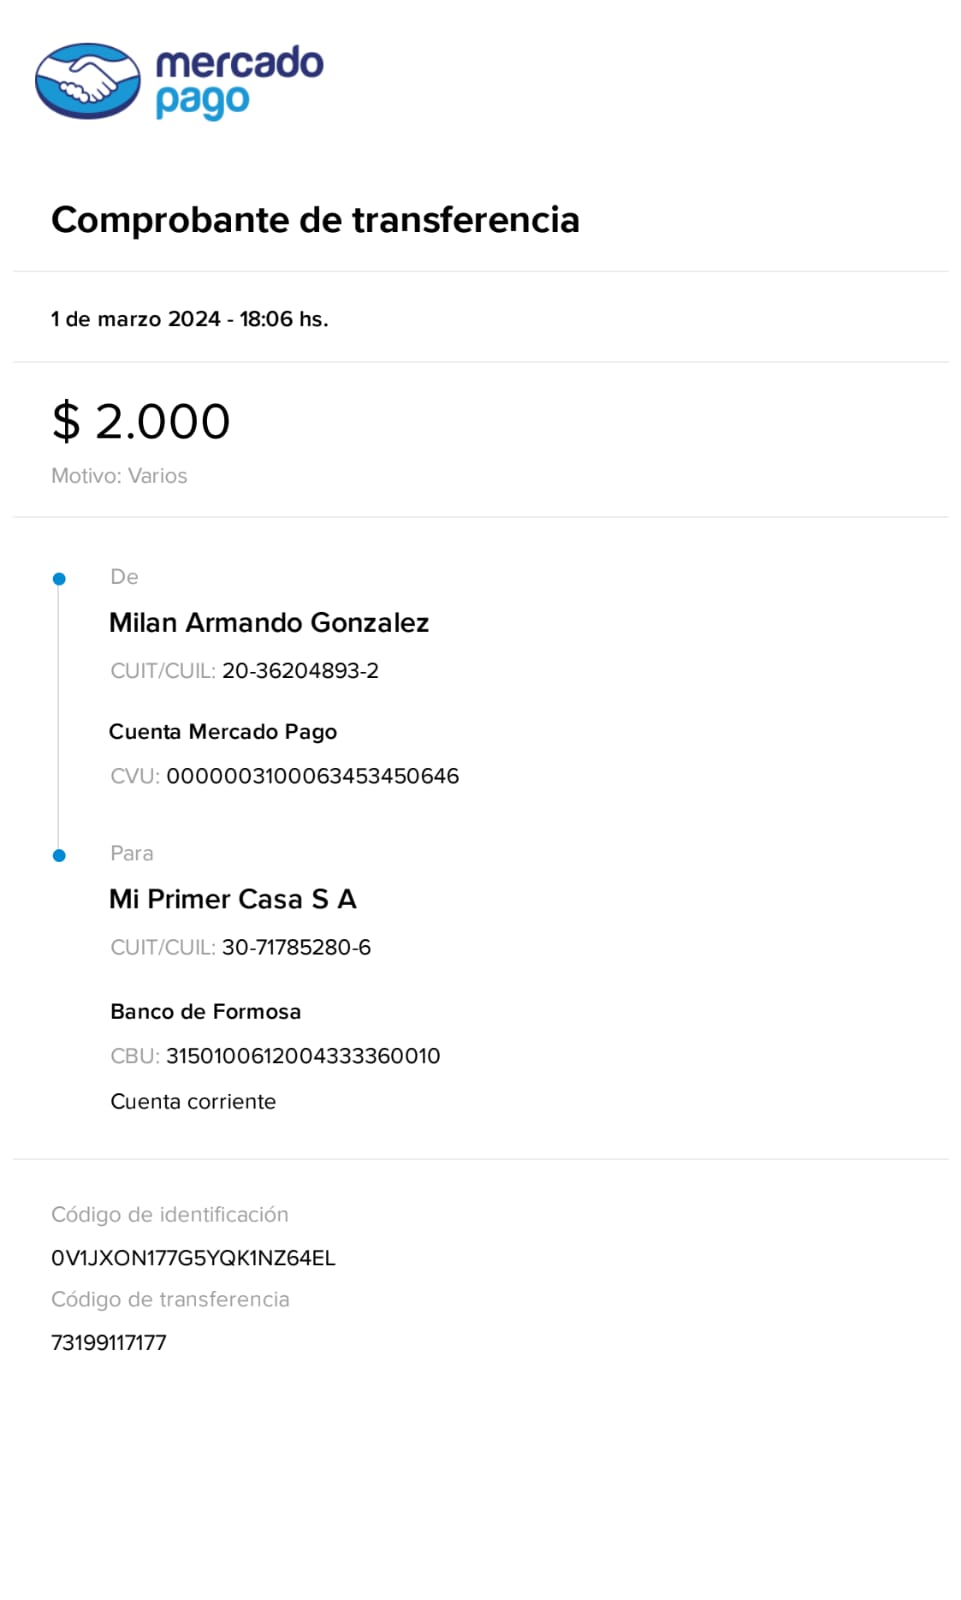 mercado
pago
Comprobante de transferencia
1 de marzo 2024 - 18:06 hs.
$ 2.000
Motivo: Varios
De
Milan Armando Gonzalez
CUIT/CUIL: 20-36204893-2
Cuenta Mercado Pago
CVU: 0000003100063453450646
Para
Mi Primer Casa S A
CUIT/CUIL: 30-71785280-6
Banco de Formosa
CBU: 3150100612004333360010
Cuenta corriente
Código de identificación
0V1JXON177G5YQK1NZ64EL
Código de transferencia
73199117177